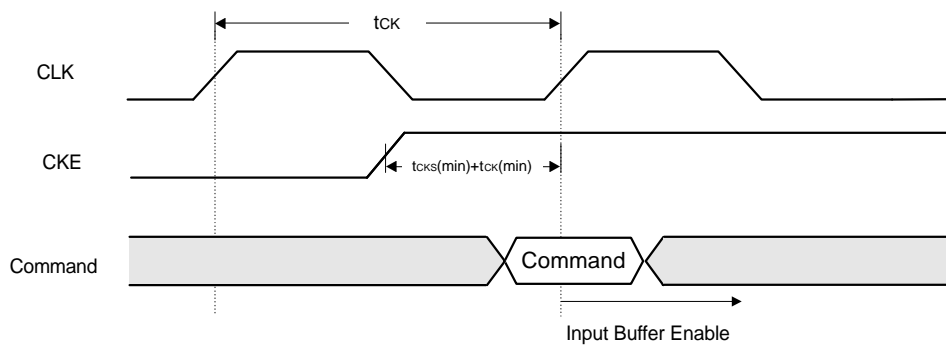 tCK
CLK
CKE
tCKS(min)+tCK(min)
Command
Command
Input Buffer Enable